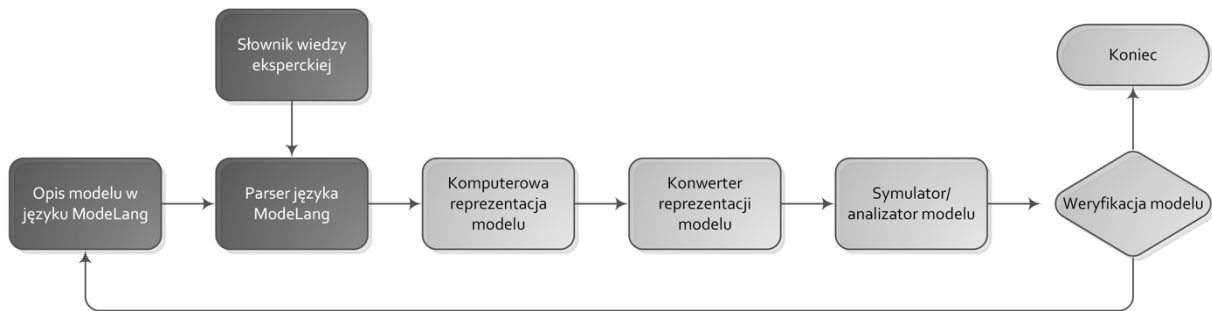 Słownik wiedzy
eksperckiej
Koniec
Opis modelu w
języku ModeLang
Parser języka
ModeLang
Komputerowa
reprezentacja
modelu
Konwerter
reprezentacji
modelu
Symulator/
analizator modelu
Weryfikacja modelu